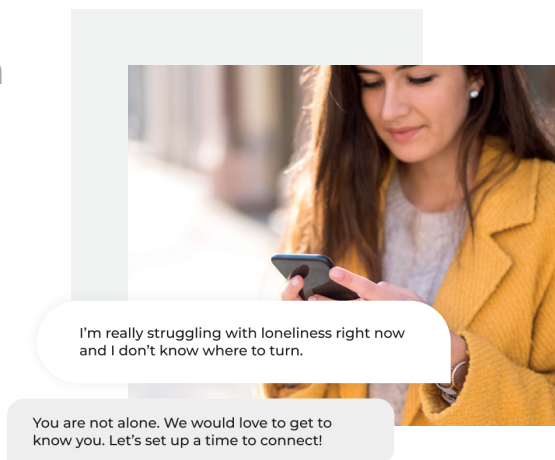 I'm really struggling with loneliness right now
and I don't know where to turn.
You are not alone. We would love to get to
know you. Let's set up a time to connect!